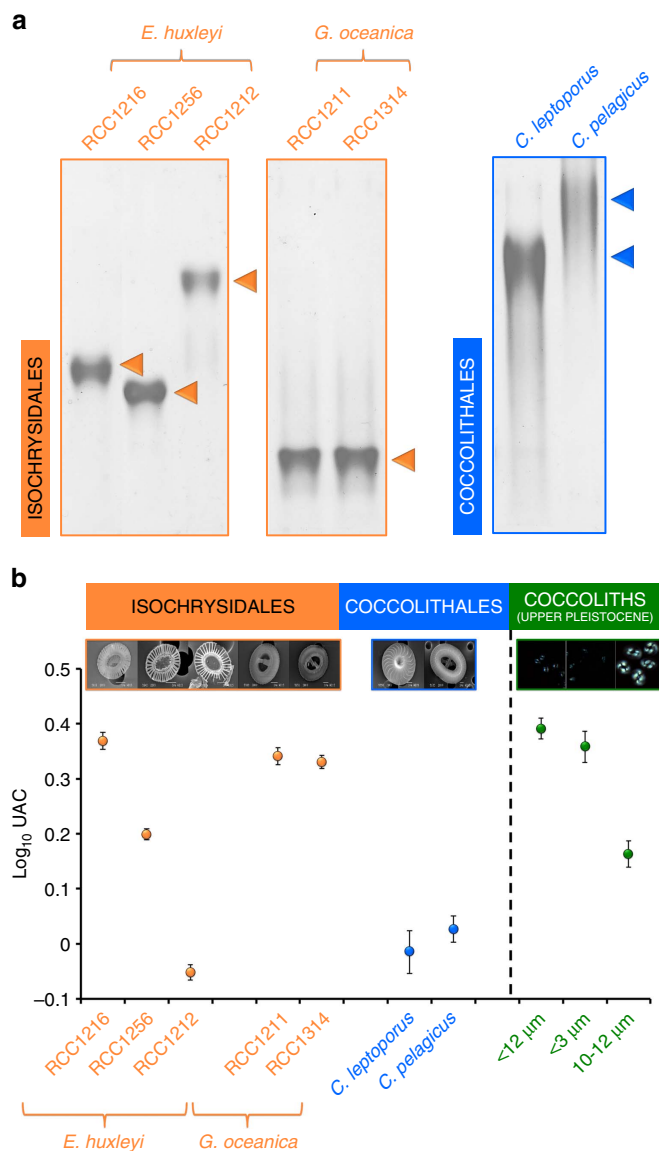 a
E. huxleyi
G. oceanica
RCC1216
RCC1256
RCC1212
RCC1211
RCC1314
C. leptoporus
C. pelagicus
ISOCHRYSIDALES
COCCOLITHALES
b
ISOCHRYSIDALES
COCCOLITHALES
COCCOLITHS
(UPPER PLEISTOCENE)
0.5
0.4
0.3
0.2
0.1
0
–0.1
Log10 UAC
RCC1216
RCC1256
RCC1212
RCC1211
RCC1314
C. leptoporus
C. pelagicus
<12 μm
<3 μm
10-12 μm
E. huxleyi
G. oceanica